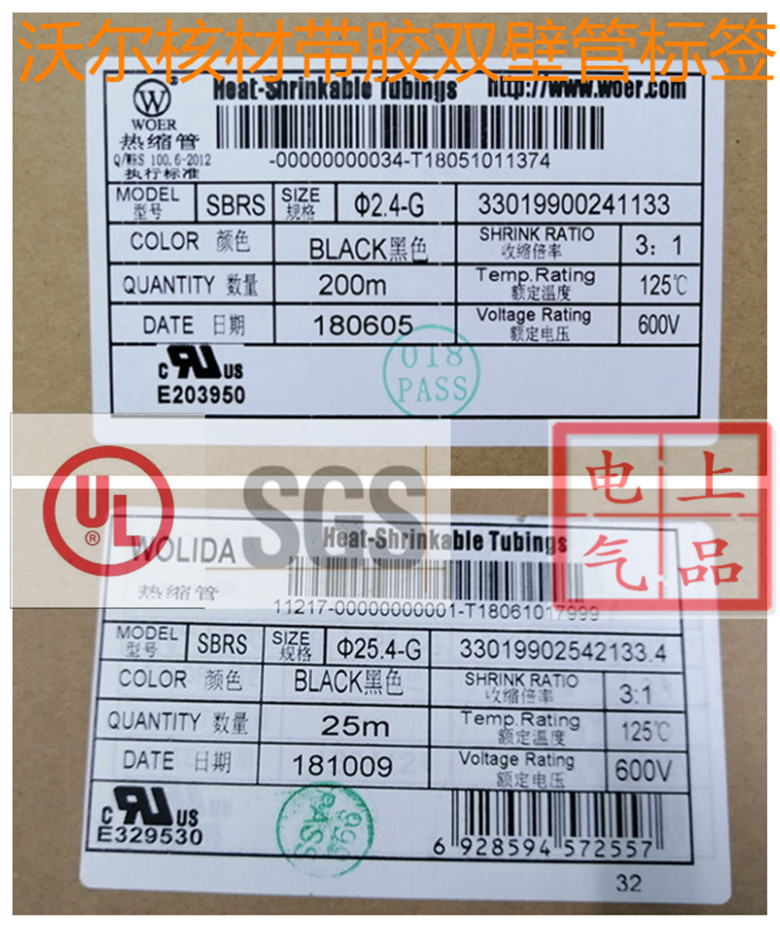 沃尔核材带胶双壁管标签
WOER
Heat-Shrinkable Tubings http://www.woer.com
热缩管
Q/WRS 100.6-2012
执行标准
-00000000034-T18051011374
MODEL 型号 SBRS SIZE 规格 Φ2.4-G 33019900241133
COLOR 颜色 BLACK黑色 SHRINK RATIO 收缩倍率 3:1
QUANTITY 数量 200m Temp.Rating 额定温度 125℃
DATE 日期 180605 Voltage Rating 额定电压 600V
C RU US
E203950
018
PASS
UL
®
SGS
电上
气品
WOLIDA
Heat-Shrinkable Tubings
热缩管
11217-00000000001-T18061017999
MODEL 型号 SBRS SIZE 规格 Φ25.4-G 33019902542133.4
COLOR 颜色 BLACK黑色 SHRINK RATIO 收缩倍率 3:1
QUANTITY 数量 25m Temp.Rating 额定温度 125℃
DATE 日期 181009 Voltage Rating 额定电压 600V
C RU US
E329530
PASS
6 928594 572557
32